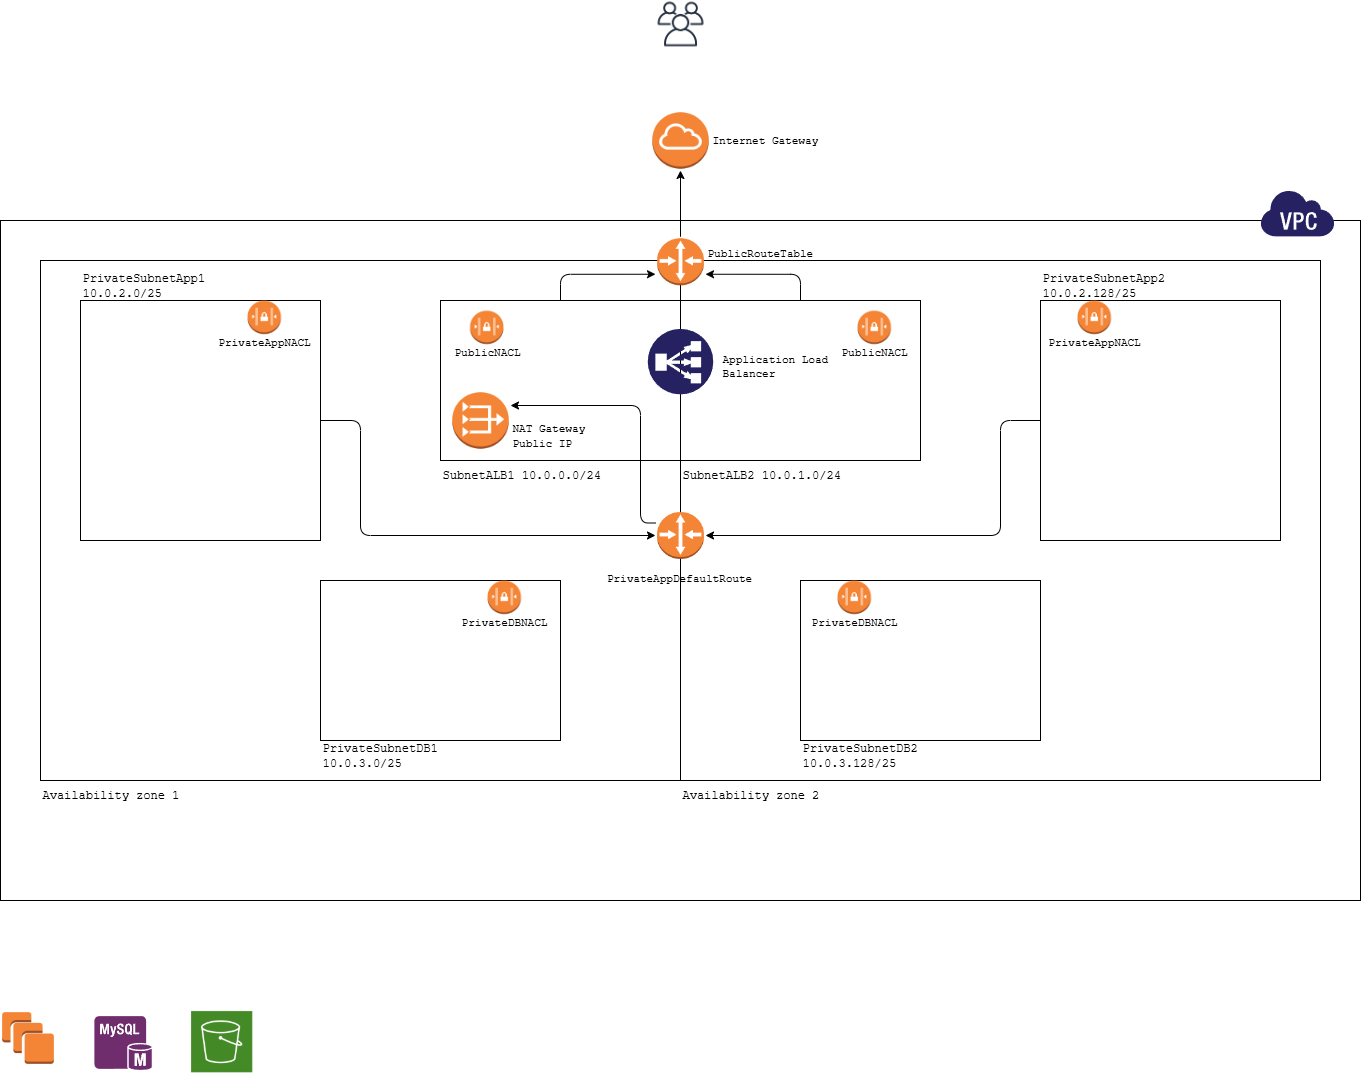 Internet Gateway
VPC
PublicRouteTable
PrivateSubnetApp1
10.0.2.0/25
PrivateSubnetApp2
10.0.2.128/25
PrivateAppNACL
PublicNACL
Application Load
Balancer
PublicNACL
PrivateAppNACL
NAT Gateway
Public IP
SubnetALB1 10.0.0.0/24
SubnetALB2 10.0.1.0/24
PrivateAppDefaultRoute
PrivateDBNACL
PrivateDBNACL
PrivateSubnetDB1
10.0.3.0/25
PrivateSubnetDB2
10.0.3.128/25
Availability zone 1
Availability zone 2
MySQL
M